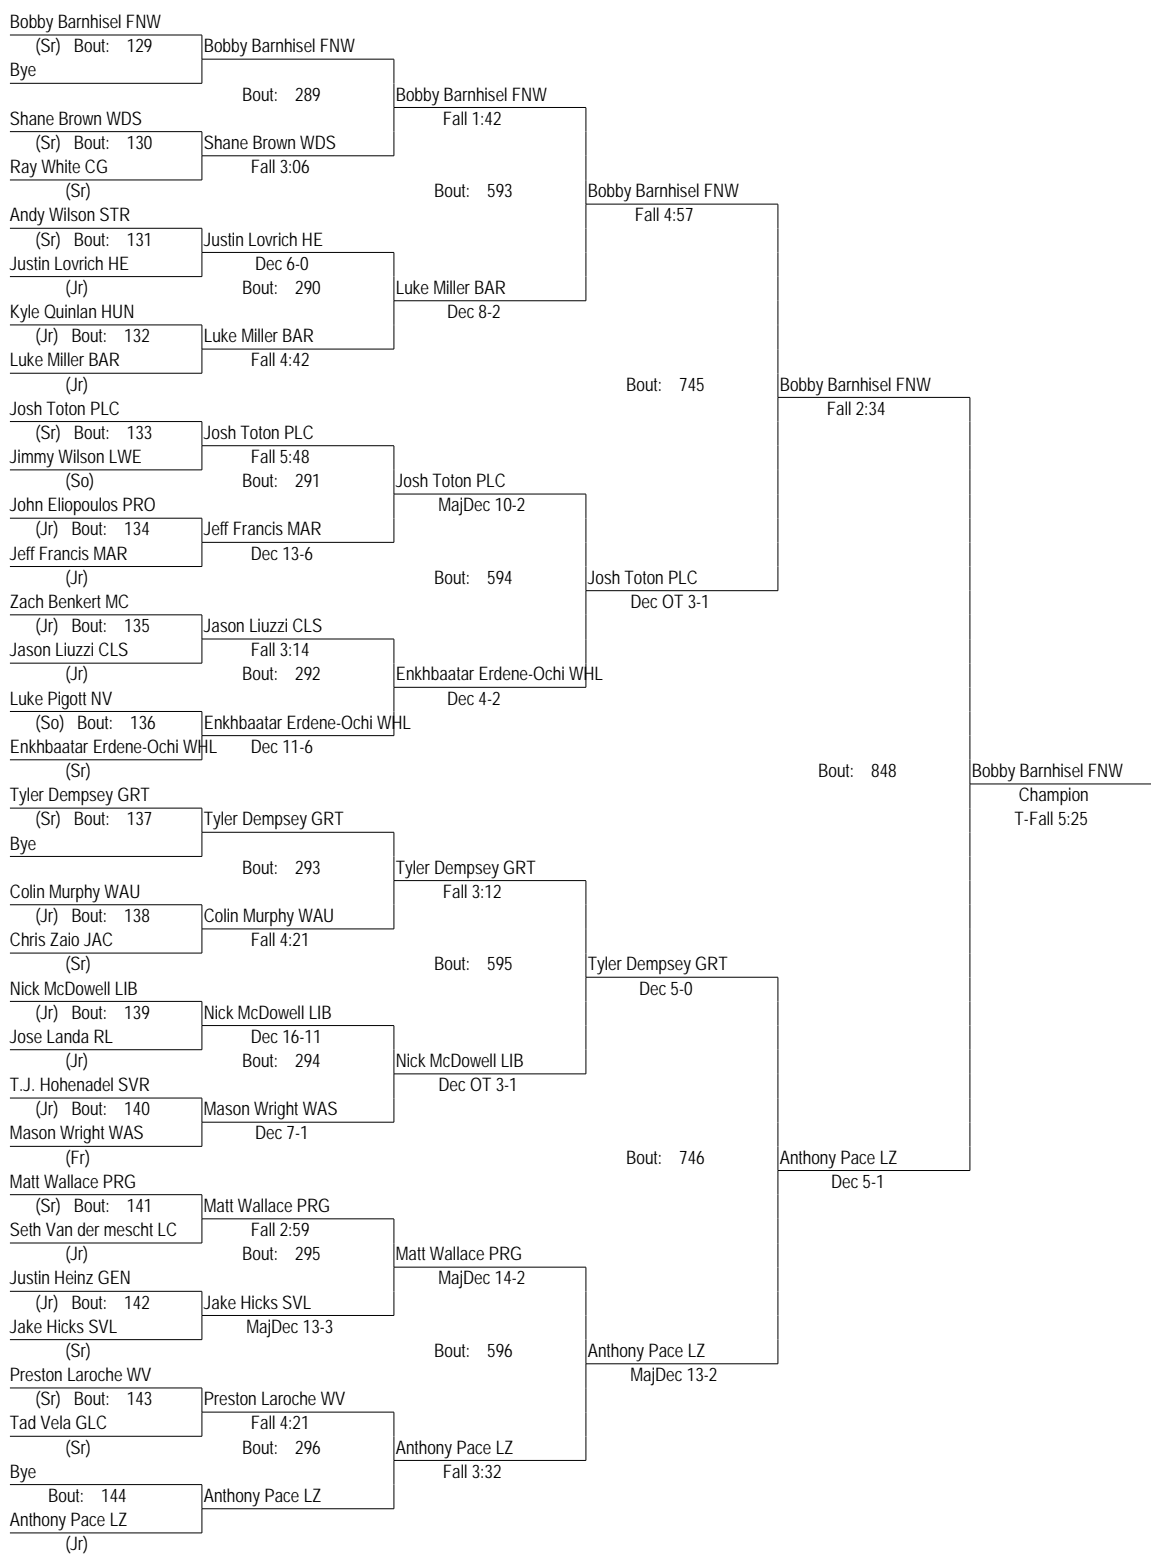 Bobby Barnhisel FNW
(Sr) Bout: 129 Bobby Barnhisel FNW
Bye
Bout: 289 Bobby Barnhisel FNW
Shane Brown WDS Fall 1:42
(Sr) Bout: 130 Shane Brown WDS
Ray White CG Fall 3:06
(Sr) Bout: 593 Bobby Barnhisel FNW
Andy Wilson STR Fall 4:57
(Sr) Bout: 131 Justin Lovrich HE
Justin Lovrich HE Dec 6-0
(Jr) Bout: 290 Luke Miller BAR
Kyle Quinlan HUN Dec 8-2
(Jr) Bout: 132 Luke Miller BAR
Luke Miller BAR Fall 4:42
(Jr) Bout: 745 Bobby Barnhisel FNW
Josh Toton PLC Fall 2:34
(Sr) Bout: 133 Josh Toton PLC
Jimmy Wilson LWE Fall 5:48
(So) Bout: 291 Josh Toton PLC
John Eliopoulos PRO MajDec 10-2
(Jr) Bout: 134 Jeff Francis MAR
Jeff Francis MAR Dec 13-6
(Jr) Bout: 594 Josh Toton PLC
Zach Benkert MC Dec OT 3-1
(Jr) Bout: 135 Jason Liuzzi CLS
Jason Liuzzi CLS Fall 3:14
(Jr) Bout: 292 Enkhbaatar Erdene-Ochi WHL
Luke Pigott NV Dec 4-2
(So) Bout: 136 Enkhbaatar Erdene-Ochi WHL
Enkhbaatar Erdene-Ochi WHL Dec 11-6
(Sr) Bout: 848 Bobby Barnhisel FNW
Tyler Dempsey GRT Champion
(Sr) Bout: 137 Tyler Dempsey GRT T-Fall 5:25
Bye
Bout: 293 Tyler Dempsey GRT
Colin Murphy WAU Fall 3:12
(Jr) Bout: 138 Colin Murphy WAU
Chris Zaio JAC Fall 4:21
(Sr) Bout: 595 Tyler Dempsey GRT
Nick McDowell LIB Dec 5-0
(Jr) Bout: 139 Nick McDowell LIB
Jose Landa RL Dec 16-11
(Jr) Bout: 294 Nick McDowell LIB
T.J. Hohenadel SVR Dec OT 3-1
(Jr) Bout: 140 Mason Wright WAS
Mason Wright WAS Dec 7-1
(Fr) Bout: 746 Anthony Pace LZ
Matt Wallace PRG Dec 5-1
(Sr) Bout: 141 Matt Wallace PRG
Seth Van der mescht LC Fall 2:59
(Jr) Bout: 295 Matt Wallace PRG
Justin Heinz GEN MajDec 14-2
(Jr) Bout: 142 Jake Hicks SVL
Jake Hicks SVL MajDec 13-3
(Sr) Bout: 596 Anthony Pace LZ
Preston Laroche WV MajDec 13-2
(Sr) Bout: 143 Preston Laroche WV
Tad Vela GLC Fall 4:21
(Sr) Bout: 296 Anthony Pace LZ
Bye Fall 3:32
Bout: 144 Anthony Pace LZ
Anthony Pace LZ
(Jr)